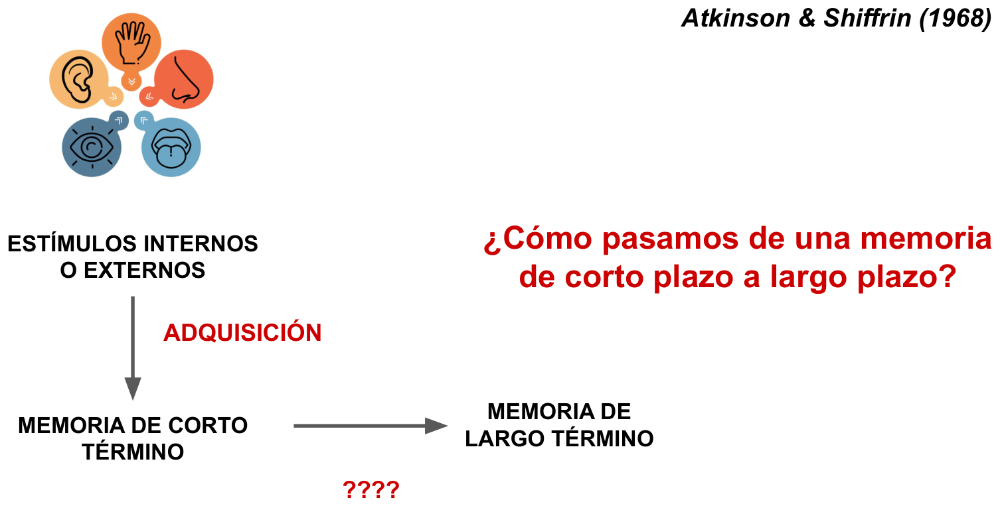 Atkinson & Shiffrin (1968)
ESTÍMULOS INTERNOS
O EXTERNOS
¿Cómo pasamos de una memoria
de corto plazo a largo plazo?
ADQUISICIÓN
MEMORIA DE CORTO
TÉRMINO
MEMORIA DE
LARGO TÉRMINO
????